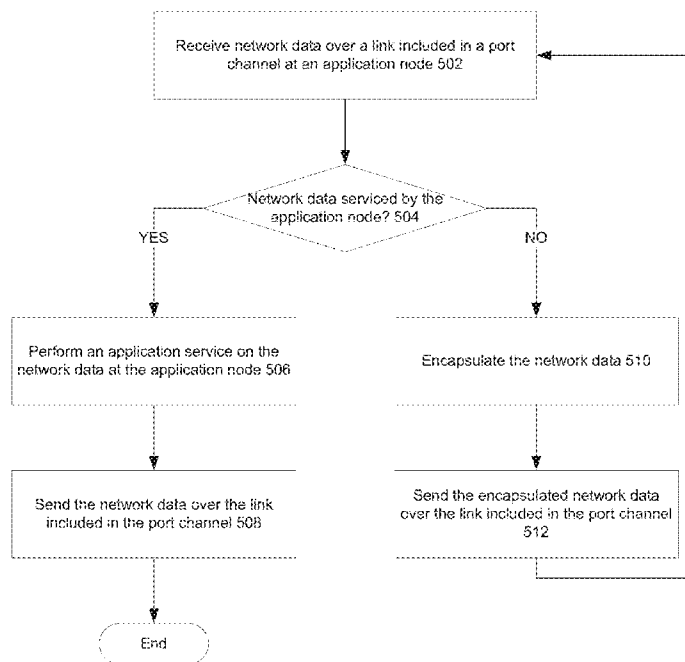 Receive network data over a link included in a port
channel at an application node 502
Network data serviced by the
application node? 504
YES
NO
Perform an application service on the
network data at the application node 506
Encapsulate the network data 510
Send the network data over the link
included in the port channel 508
Send the encapsulated network data
over the link included in the port channel
512
End